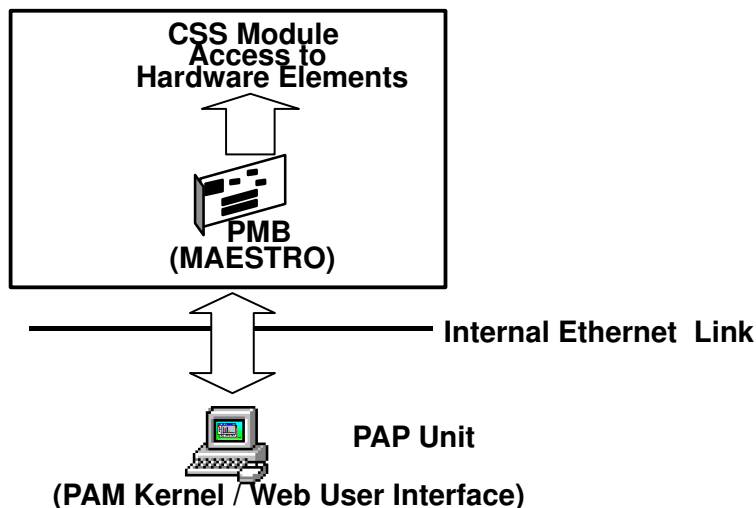 CSS Module
Access to
Hardware Elements
PMB
(MAESTRO)
Internal Ethernet Link
PAP Unit
(PAM Kernel / Web User Interface)